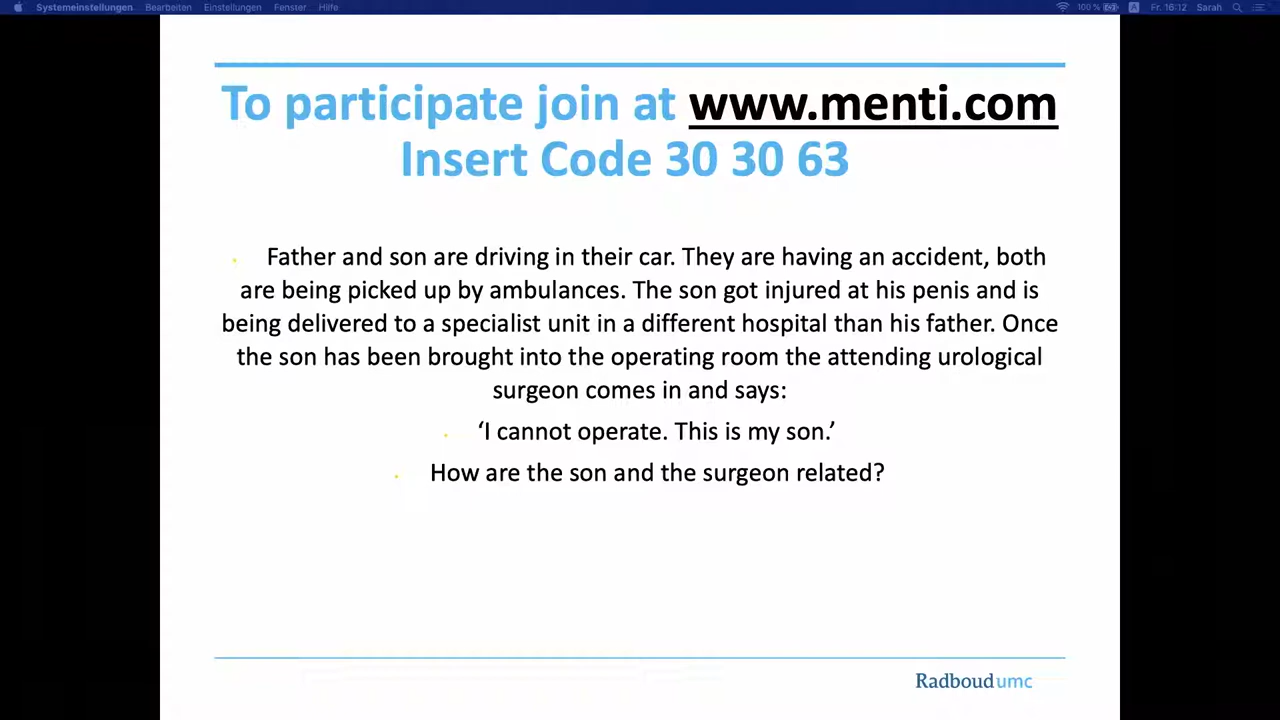 Systemeinstellungen Bearbeiten Einstellungen Fenster Hilfe 100 % A Fr. 16:12 Sarah
To participate join at www.menti.com
Insert Code 30 30 63
Father and son are driving in their car. They are having an accident, both
are being picked up by ambulances. The son got injured at his penis and is
being delivered to a specialist unit in a different hospital than his father. Once
the son has been brought into the operating room the attending urological
surgeon comes in and says:
‘I cannot operate. This is my son.’
How are the son and the surgeon related?
Radboudumc